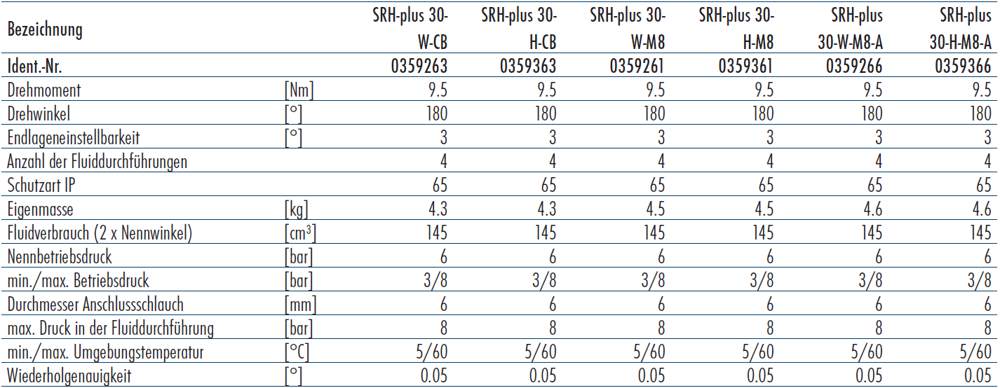 Bezeichnung SRH-plus 30- SRH-plus 30- SRH-plus 30- SRH-plus 30- SRH-plus SRH-plus
W-CB H-CB W-M8 H-M8 30-W-M8-A 30-H-M8-A
Ident.-Nr. 0359263 0359363 0359261 0359361 0359266 0359366
Drehmoment [Nm] 9.5 9.5 9.5 9.5 9.5 9.5
Drehwinkel [°] 180 180 180 180 180 180
Endlageneinstellbarkeit [°] 3 3 3 3 3 3
Anzahl der Fluiddurchführungen 4 4 4 4 4 4
Schutzart IP 65 65 65 65 65 65
Eigenmasse [kg] 4.3 4.3 4.5 4.5 4.6 4.6
Fluidverbrauch (2 x Nennwinkel) [cm³] 145 145 145 145 145 145
Nennbetriebsdruck [bar] 6 6 6 6 6 6
min./max. Betriebsdruck [bar] 3/8 3/8 3/8 3/8 3/8 3/8
Durchmesser Anschlussschlauch [mm] 6 6 6 6 6 6
max. Druck in der Fluiddurchführung [bar] 8 8 8 8 8 8
min./max. Umgebungstemperatur [°C] 5/60 5/60 5/60 5/60 5/60 5/60
Wiederholgenauigkeit [°] 0.05 0.05 0.05 0.05 0.05 0.05